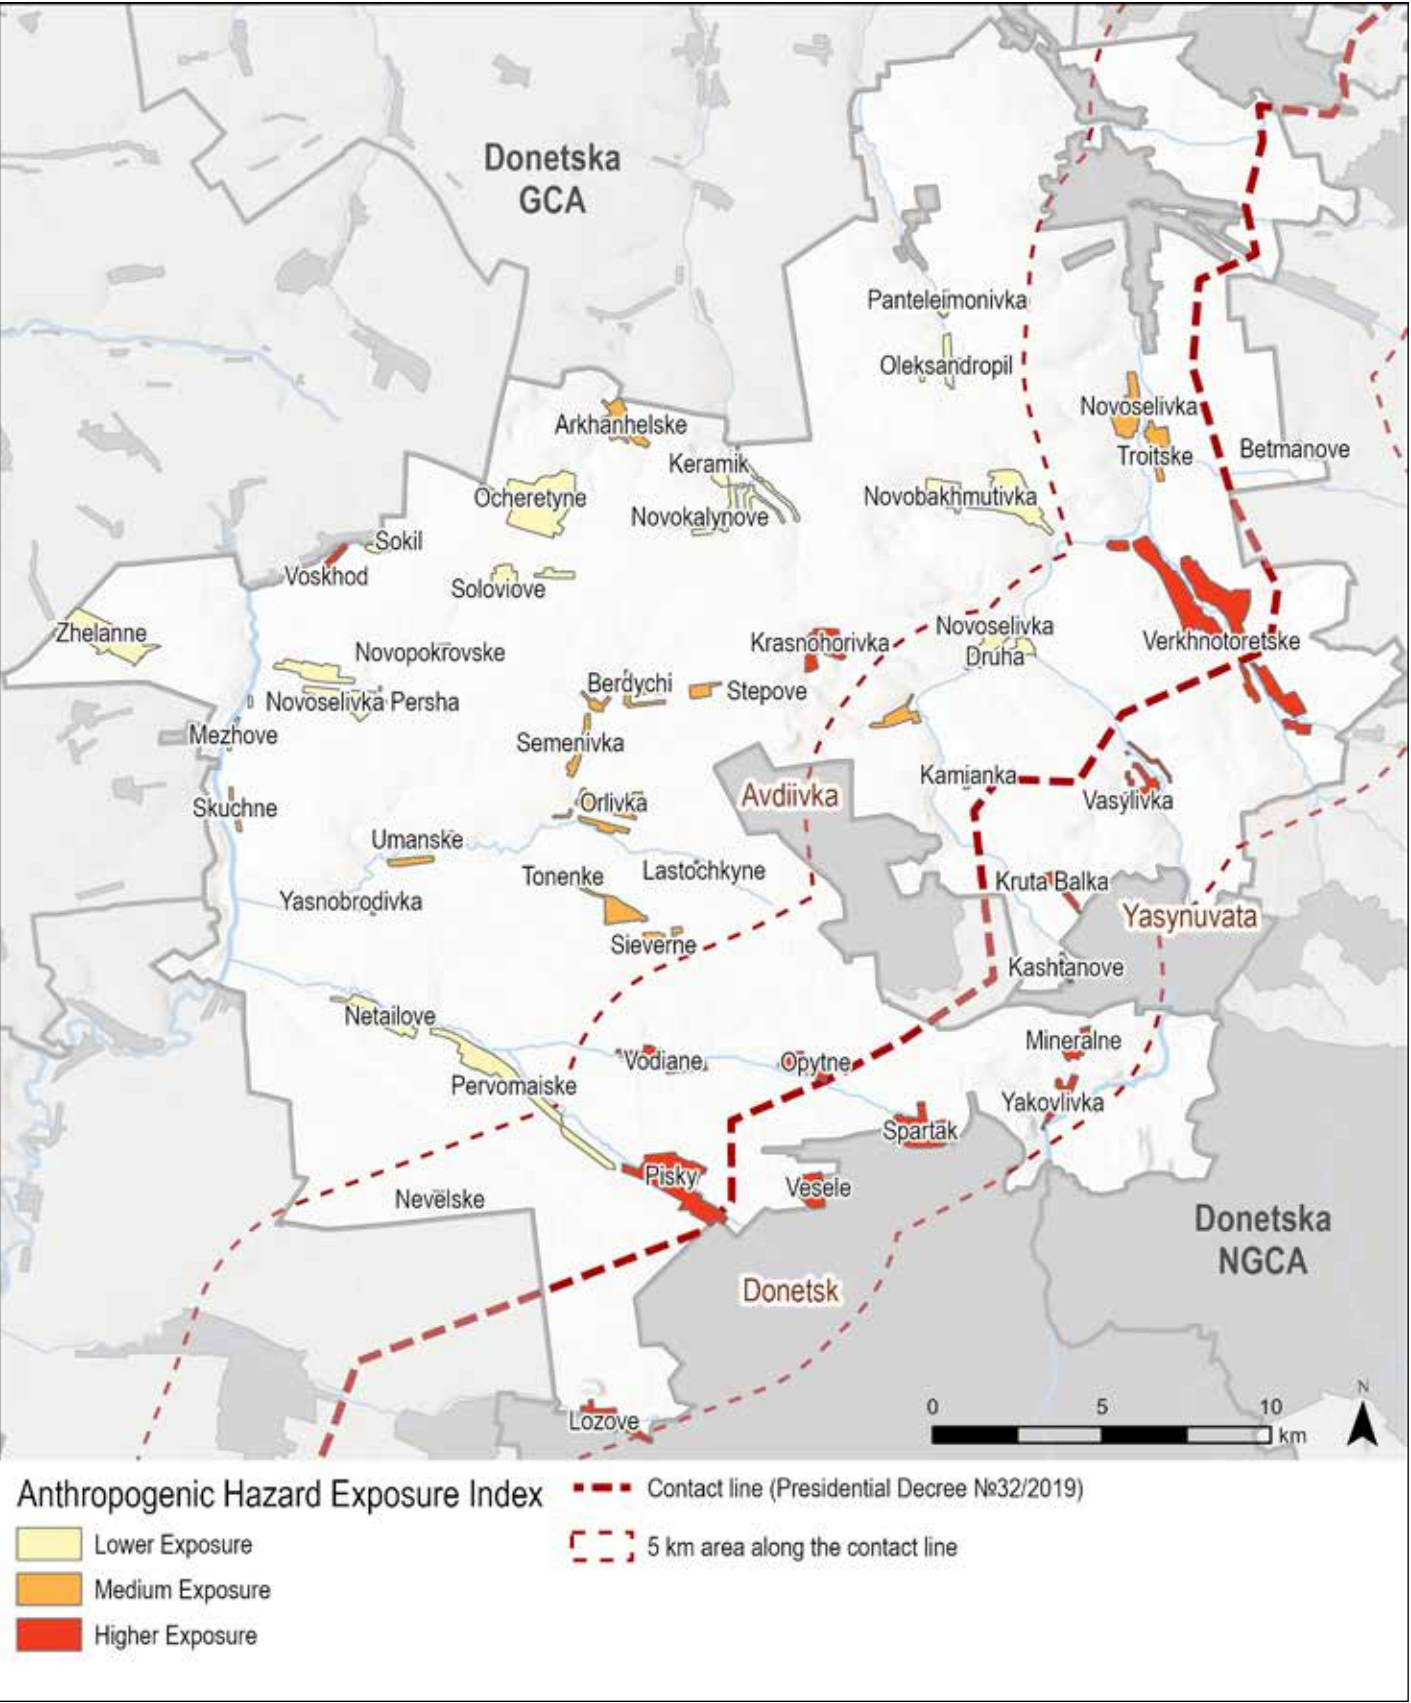 Donetska
GCA
Panteleimonivka
Oleksandropil
Arkhanhelske
Novoselivka
Troitske
Betmanove
Keramik
Ocheretyne
Novokalynove
Novobakhmutivka
Sokil
Voskhod
Soloviove
Zhelanne
Novopokrovske
Krasnohorivka
Novoselivka
Druha
Verkhnotoretske
Berdychi
Stepove
Novoselivka Persha
Mezhove
Semenivka
Kamianka
Avdiivka
Vasylivka
Skuchne
Orlivka
Umanske
Tonenke
Lastochkyne
Kruta Balka
Yasnobrodivka
Yasynuvata
Sieverne
Kashtanove
Netailove
Mineralne
Vodiane
Opytne
Pervomaiske
Yakovlivka
Spartak
Pisky
Vesele
Nevelske
Donetska
NGCA
Donetsk
Lozove
N
0 5 10
km
Anthropogenic Hazard Exposure Index
Lower Exposure
Medium Exposure
Higher Exposure
Contact line (Presidential Decree №32/2019)
5 km area along the contact line